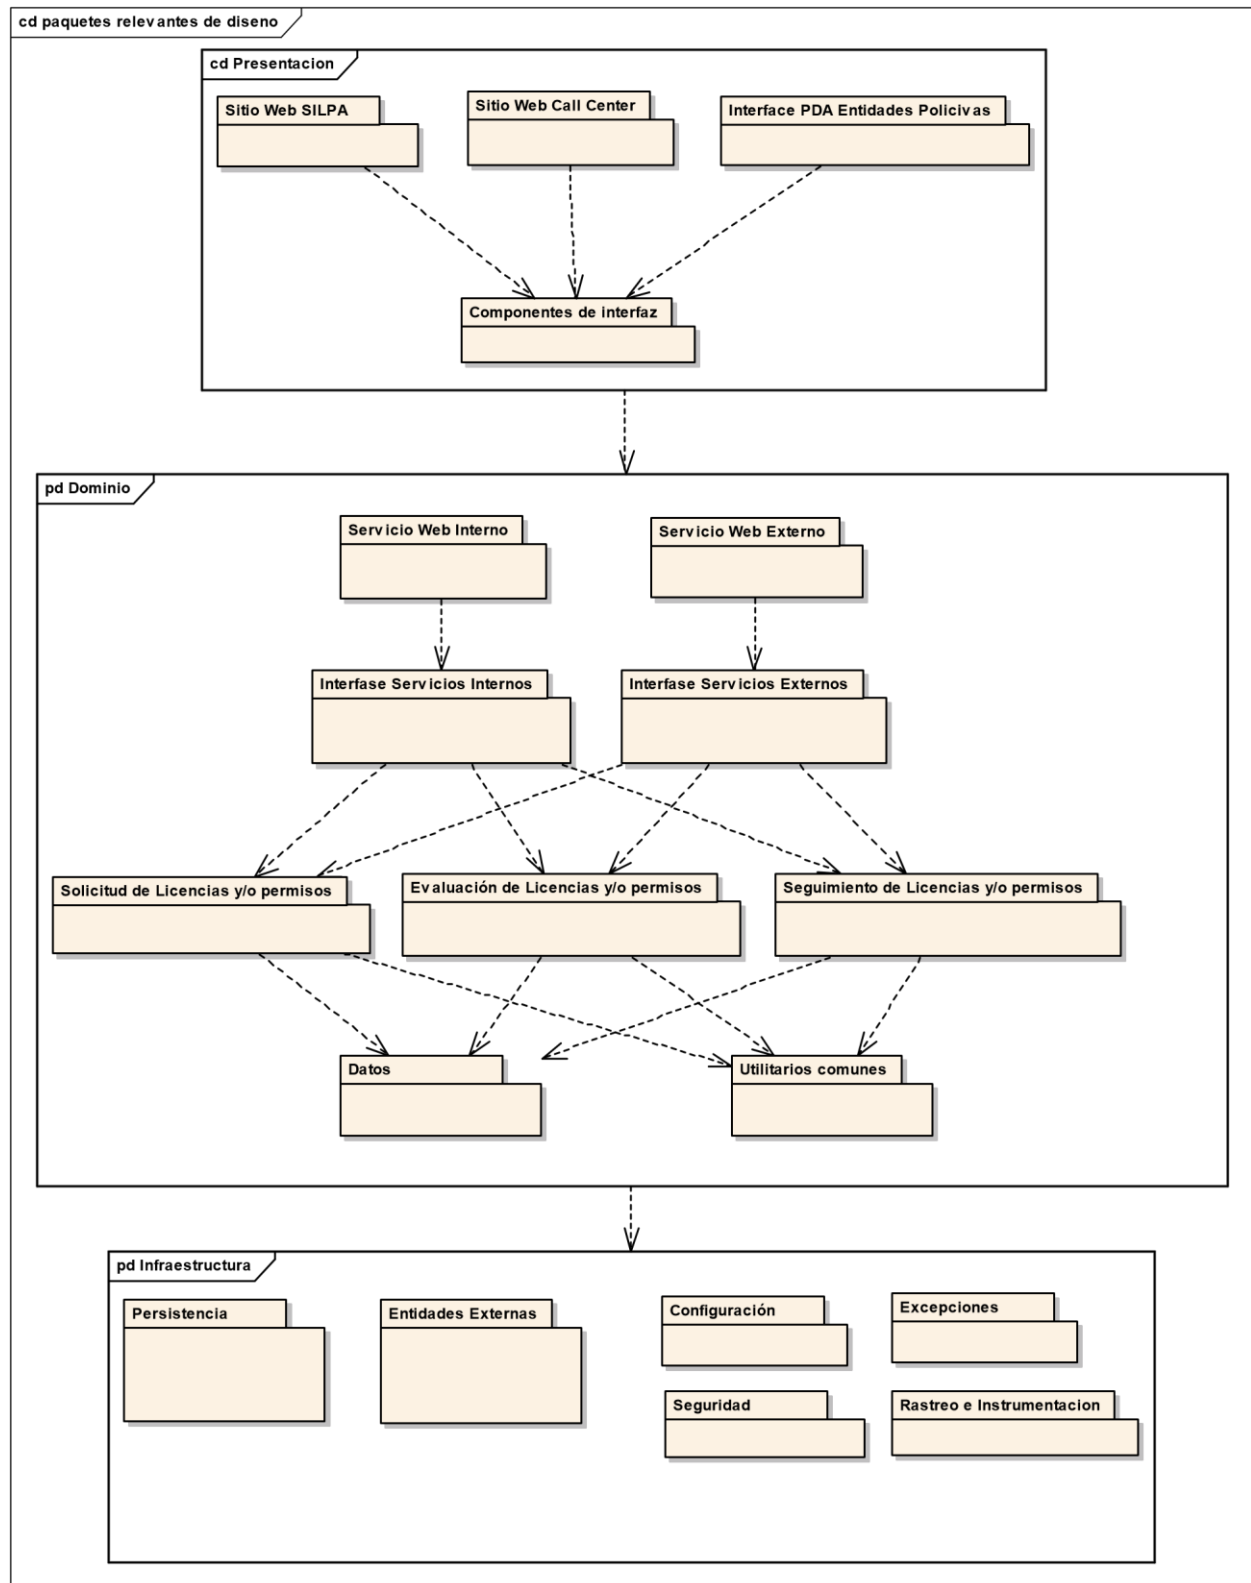 cd paquetes relevantes de diseno
cd Presentacion
Sitio Web SILPA
Sitio Web Call Center
Interface PDA Entidades Policivas
Componentes de interfaz
pd Dominio
Servicio Web Interno
Servicio Web Externo
Interfase Servicios Internos
Interfase Servicios Externos
Solicitud de Licencias y/o permisos
Evaluación de Licencias y/o permisos
Seguimiento de Licencias y/o permisos
Datos
Utilitarios comunes
pd Infraestructura
Persistencia
Entidades Externas
Configuración
Excepciones
Seguridad
Rastreo e Instrumentacion